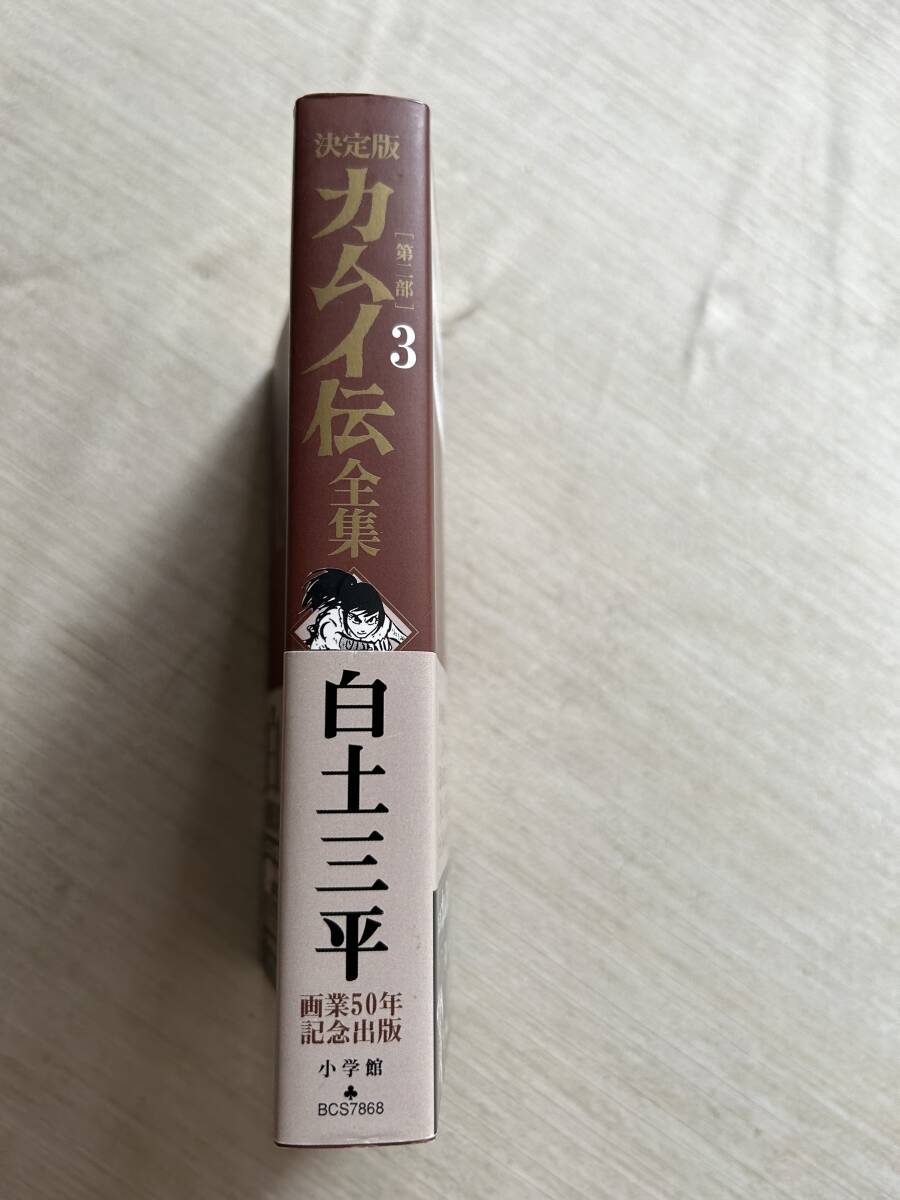 決定版
カムイ伝
全集
[第二部]
3
白土三平
画業50年
記念出版
小学館
♣
BCS7868